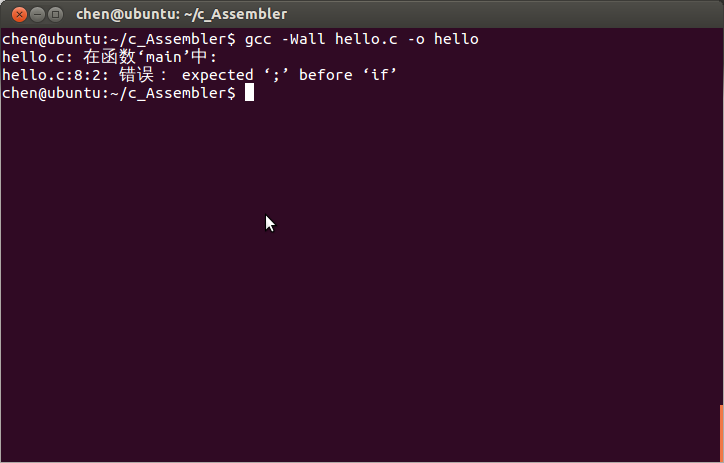 chen@ubuntu: ~/c_Assembler
chen@ubuntu:~/c_Assembler$ gcc -Wall hello.c -o hello
hello.c: 在函数‘main’中:
hello.c:8:2: 错误： expected ‘;’ before ‘if’
chen@ubuntu:~/c_Assembler$